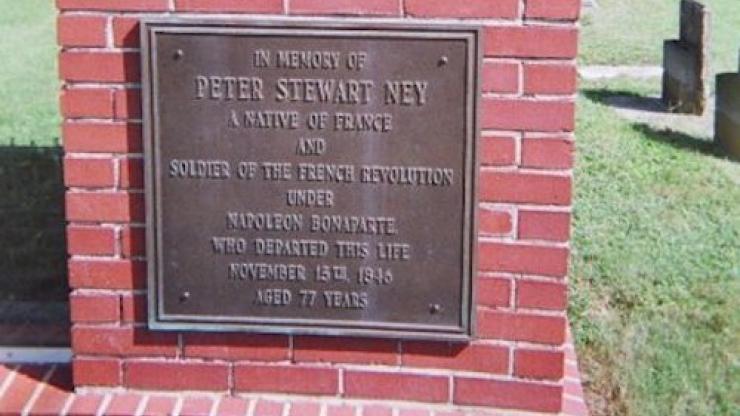 IN MEMORY OF
PETER STEWART NEY
A NATIVE OF FRANCE
AND
SOLDIER OF THE FRENCH REVOLUTION
UNDER
NAPOLEON BONAPARTE,
WHO DEPARTED THIS LIFE
NOVEMBER 15TH, 1846
AGED 77 YEARS